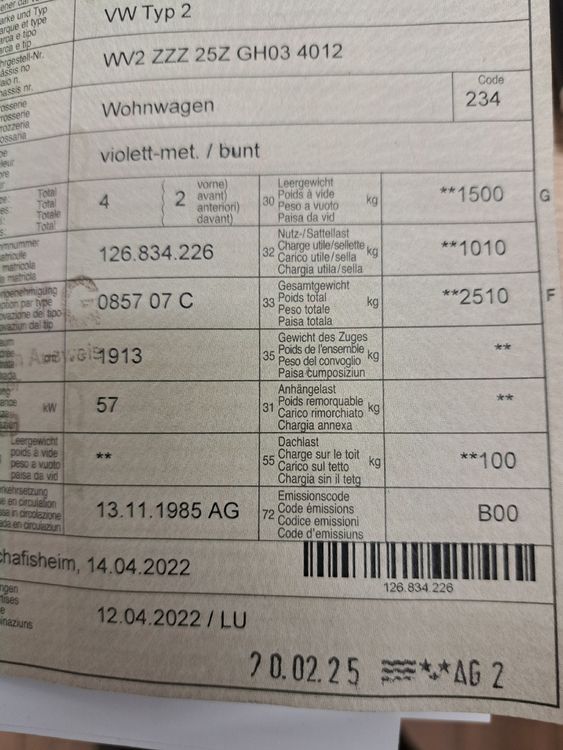 VW Typ 2
WV2 ZZZ 25Z GH03 4012
Wohnwagen
Code
234
violett-met. / bunt
Total
Total
Totale
Total
4
( 2
vorne)
avant)
anteriori)
davant)
30 Leergewicht
Poids à vide
Peso a vuoto
Paisa da vid
kg
**1500
G
126.834.226
32 Nutz-/Sattellast
Charge utile/sellette
Carico utile/sella
Chargia utila/sella
kg
**1010
0857 07 C
33 Gesamtgewicht
Poids total
Peso totale
Paisa totala
kg
**2510
F
1913
35 Gewicht des Zuges
Poids de l'ensemble
Peso del convoglio
Paisa cumposiziun
kg
**
kW
57
31 Anhängelast
Poids remorquable
Carico rimorchiato
Chargia annexa
kg
**
Leergewicht
poids à vide
peso a vuoto
paisa da vid
**
55 Dachlast
Charge sur le toit
Carico sul tetto
Chargia sin il tetg
kg
**100
13.11.1985 AG
72 Emissionscode
Code émissions
Codice emissioni
Code d'emissiuns
B00
14.04.2022
126.834.226
12.04.2022 / LU
20.02.25 AG 2